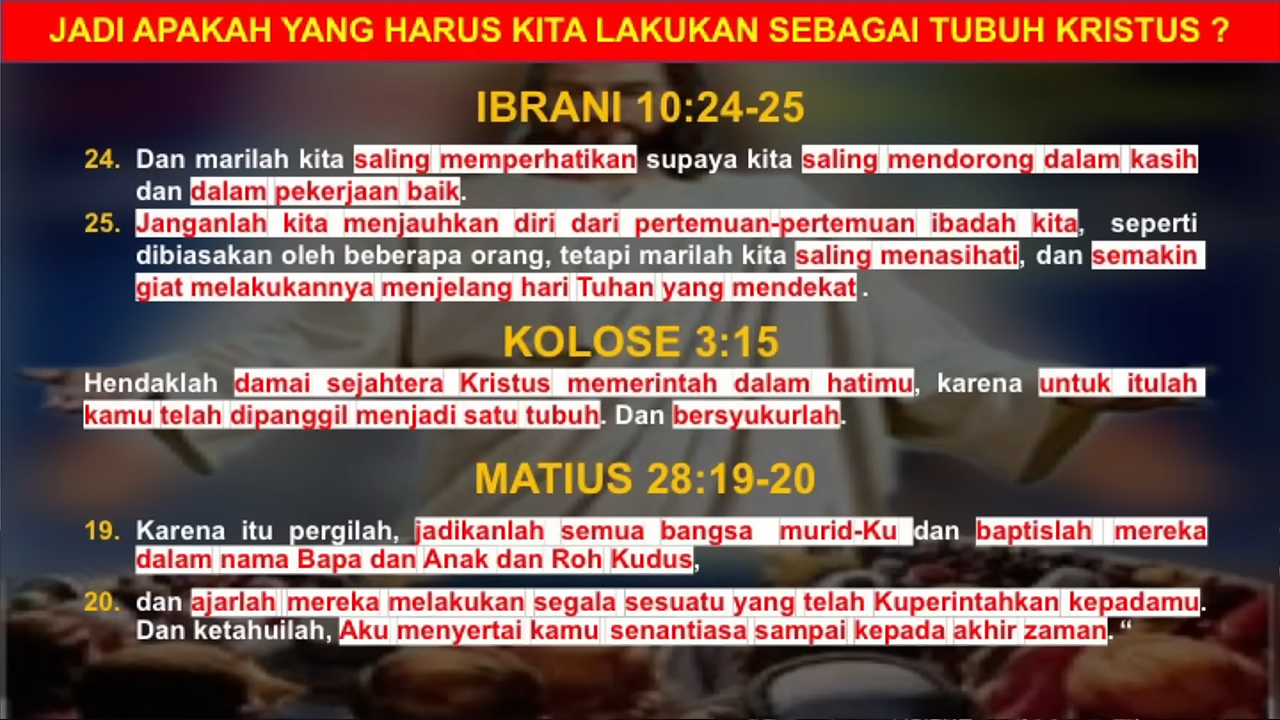 JADI APAKAH YANG HARUS KITA LAKUKAN SEBAGAI TUBUH KRISTUS ?
IBRANI 10:24-25
24. Dan marilah kita saling memperhatikan supaya kita saling mendorong dalam kasih
dan dalam pekerjaan baik.
25. Janganlah kita menjauhkan diri dari pertemuan-pertemuan ibadah kita, seperti
dibiasakan oleh beberapa orang, tetapi marilah kita saling menasihati, dan semakin
giat melakukannya menjelang hari Tuhan yang mendekat .
KOLOSE 3:15
Hendaklah damai sejahtera Kristus memerintah dalam hatimu, karena untuk itulah
kamu telah dipanggil menjadi satu tubuh. Dan bersyukurlah.
MATIUS 28:19-20
19. Karena itu pergilah, jadikanlah semua bangsa murid-Ku dan baptislah mereka
dalam nama Bapa dan Anak dan Roh Kudus,
20. dan ajarlah mereka melakukan segala sesuatu yang telah Kuperintahkan kepadamu.
Dan ketahuilah, Aku menyertai kamu senantiasa sampai kepada akhir zaman. “